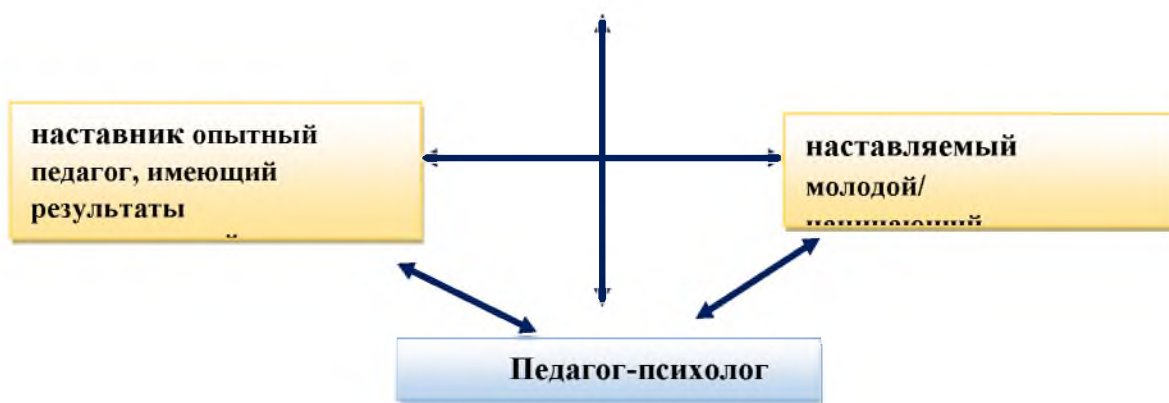 наставник опытный
педагог, имеющий
результаты
наставляемый
молодой/
Педагог-психолог